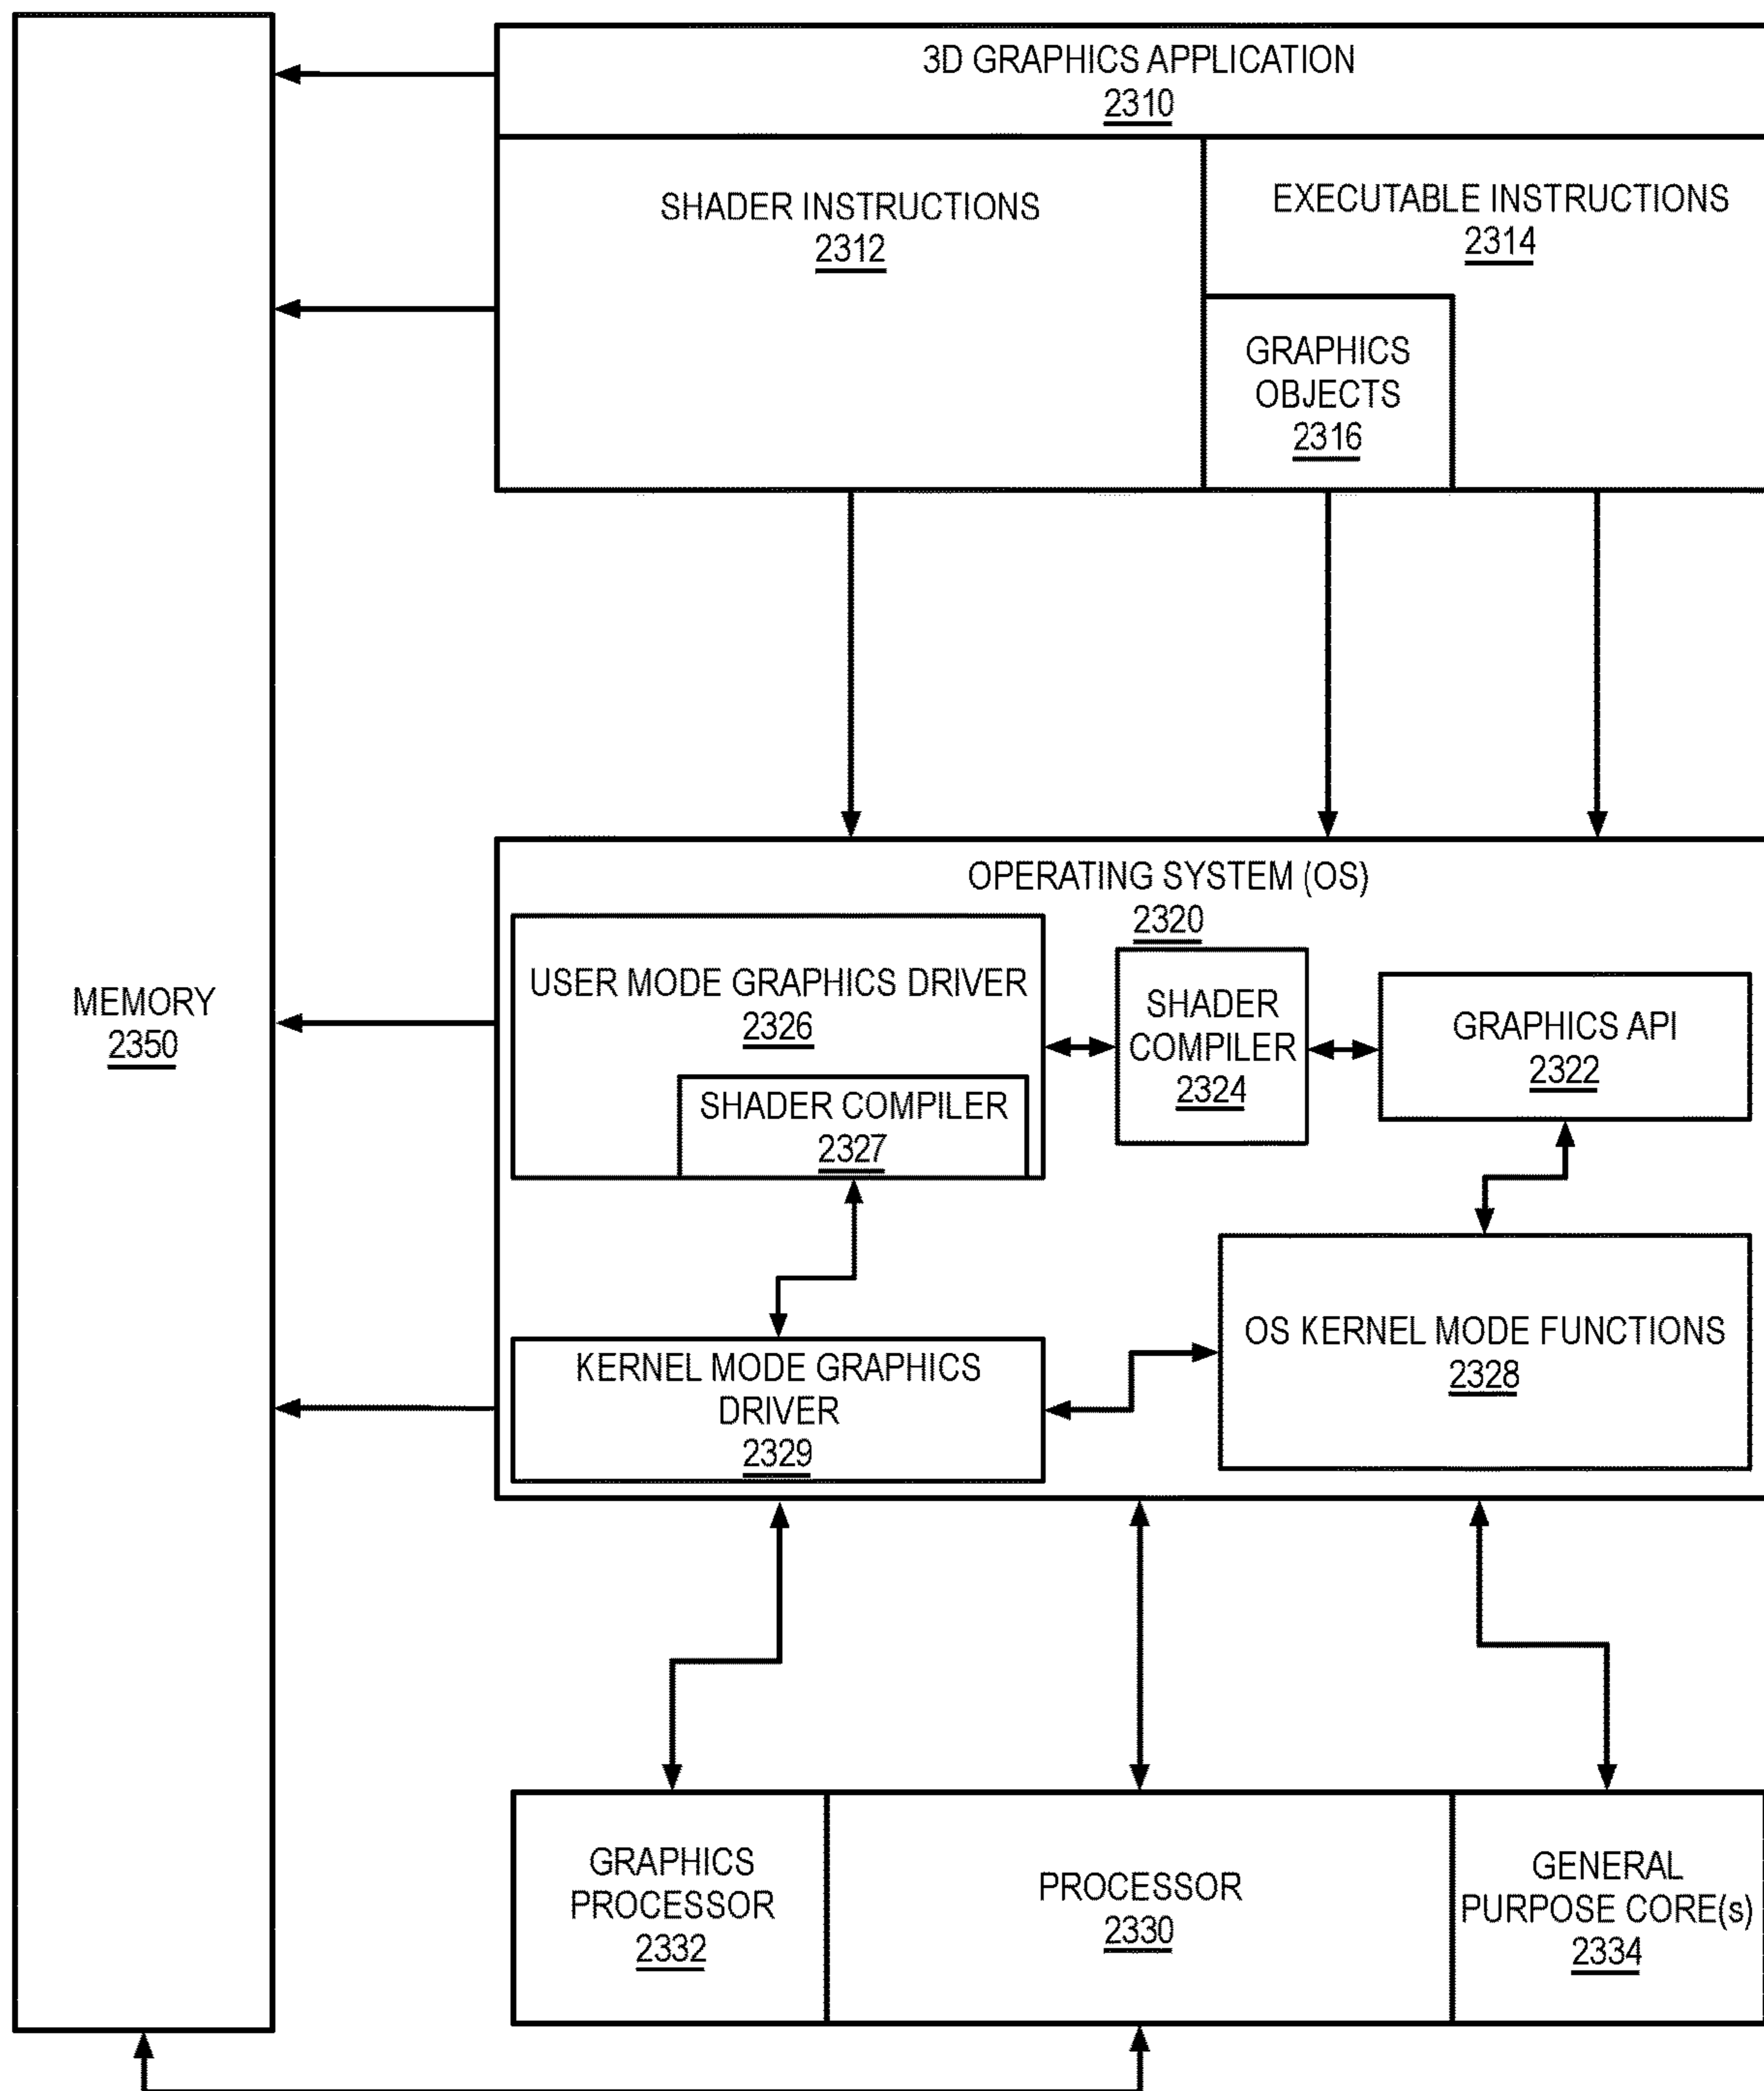 3D GRAPHICS APPLICATION
2310
SHADER INSTRUCTIONS
2312
EXECUTABLE INSTRUCTIONS
2314
GRAPHICS
OBJECTS
2316
MEMORY
2350
OPERATING SYSTEM (OS)
2320
USER MODE GRAPHICS DRIVER
2326
SHADER COMPILER
2327
SHADER
COMPILER
2324
GRAPHICS API
2322
KERNEL MODE GRAPHICS
DRIVER
2329
OS KERNEL MODE FUNCTIONS
2328
GRAPHICS
PROCESSOR
2332
PROCESSOR
2330
GENERAL
PURPOSE CORE(s)
2334